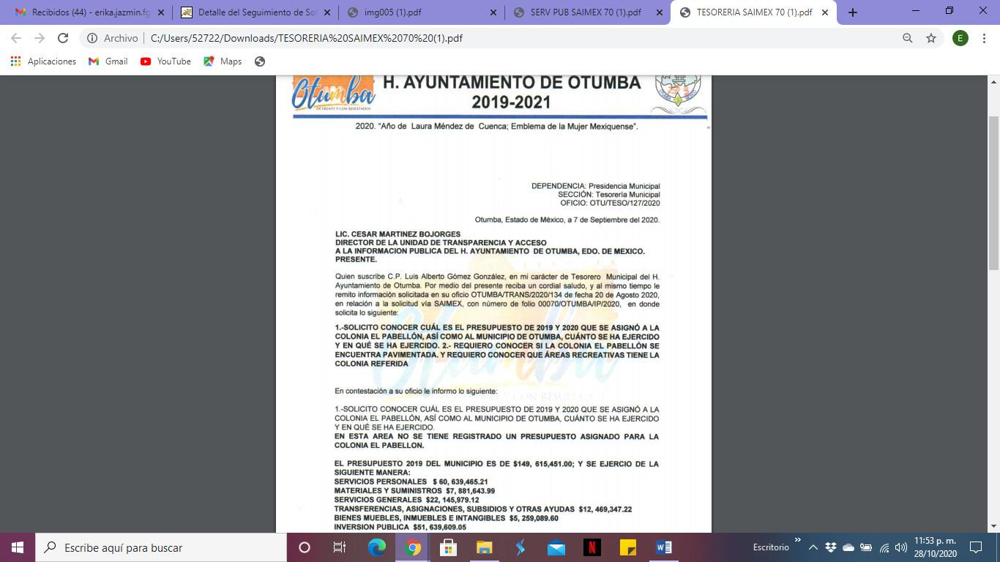 Recibidos (44) - erika.jazmin.fg
Detalle del Seguimiento de Sol
img005 (1).pdf
SERV PUB SAIMEX 70 (1).pdf
TESORERIA SAIMEX 70 (1).pdf
Archivo
C:/Users/52722/Downloads/TESORERIA%20SAIMEX%2070%20(1).pdf
E
Aplicaciones
Gmail
YouTube
Maps
Otumba
DE FRENTE Y CON RESULTADOS
H. AYUNTAMIENTO DE OTUMBA
2019-2021
2020. “Año de Laura Méndez de Cuenca; Emblema de la Mujer Mexiquense”.
DEPENDENCIA: Presidencia Municipal
SECCIÓN: Tesorería Municipal
OFICIO: OTU/TESO/127/2020
Otumba, Estado de México, a 7 de Septiembre del 2020.
LIC. CESAR MARTINEZ BOJORGES
DIRECTOR DE LA UNIDAD DE TRANSPARENCIA Y ACCESO
A LA INFORMACION PUBLICA DEL H. AYUNTAMIENTO DE OTUMBA, EDO. DE MEXICO.
PRESENTE.
Quien suscribe C.P. Luis Alberto Gómez González, en mi carácter de Tesorero Municipal del H.
Ayuntamiento de Otumba. Por medio del presente reciba un cordial saludo, y al mismo tiempo le
remito información solicitada en su oficio OTUMBA/TRANS/2020/134 de fecha 20 de Agosto 2020,
en relación a la solicitud vía SAIMEX, con número de folio 00070/OTUMBA/IP/2020, en donde
solicita lo siguiente:
1.-SOLICITO CONOCER CUÁL ES EL PRESUPUESTO DE 2019 Y 2020 QUE SE ASIGNÓ A LA
COLONIA EL PABELLÓN, ASÍ COMO AL MUNICIPIO DE OTUMBA, CUÁNTO SE HA EJERCIDO
Y EN QUÉ SE HA EJERCIDO. 2.- REQUIERO CONOCER SI LA COLONIA EL PABELLÓN SE
ENCUENTRA PAVIMENTADA. Y REQUIERO CONOCER QUE ÁREAS RECREATIVAS TIENE LA
COLONIA REFERIDA
Otumba
FRENTE Y CON RESULTADOS
En contestación a su oficio le informo lo siguiente:
1.-SOLICITO CONOCER CUÁL ES EL PRESUPUESTO DE 2019 Y 2020 QUE SE ASIGNÓ A LA
COLONIA EL PABELLÓN, ASÍ COMO AL MUNICIPIO DE OTUMBA, CUÁNTO SE HA EJERCIDO
Y EN QUÉ SE HA EJERCIDO.
EN ESTA AREA NO SE TIENE REGISTRADO UN PRESUPUESTO ASIGNADO PARA LA
COLONIA EL PABELLON.
EL PRESUPUESTO 2019 DEL MUNICIPIO ES DE $149, 615,451.00; Y SE EJERCIO DE LA
SIGUIENTE MANERA:
SERVICIOS PERSONALES $ 60, 639,465.21
MATERIALES Y SUMINISTROS $7, 881,643.99
SERVICIOS GENERALES $22, 145,979.12
TRANSFERENCIAS, ASIGNACIONES, SUBSIDIOS Y OTRAS AYUDAS $12, 469,347.22
BIENES MUEBLES, INMUEBLES E INTANGIBLES $5, 259,089.60
INVERSION PUBLICA $51, 639,609.05
Escribe aquí para buscar
Escritorio
11:53 p. m.
28/10/2020